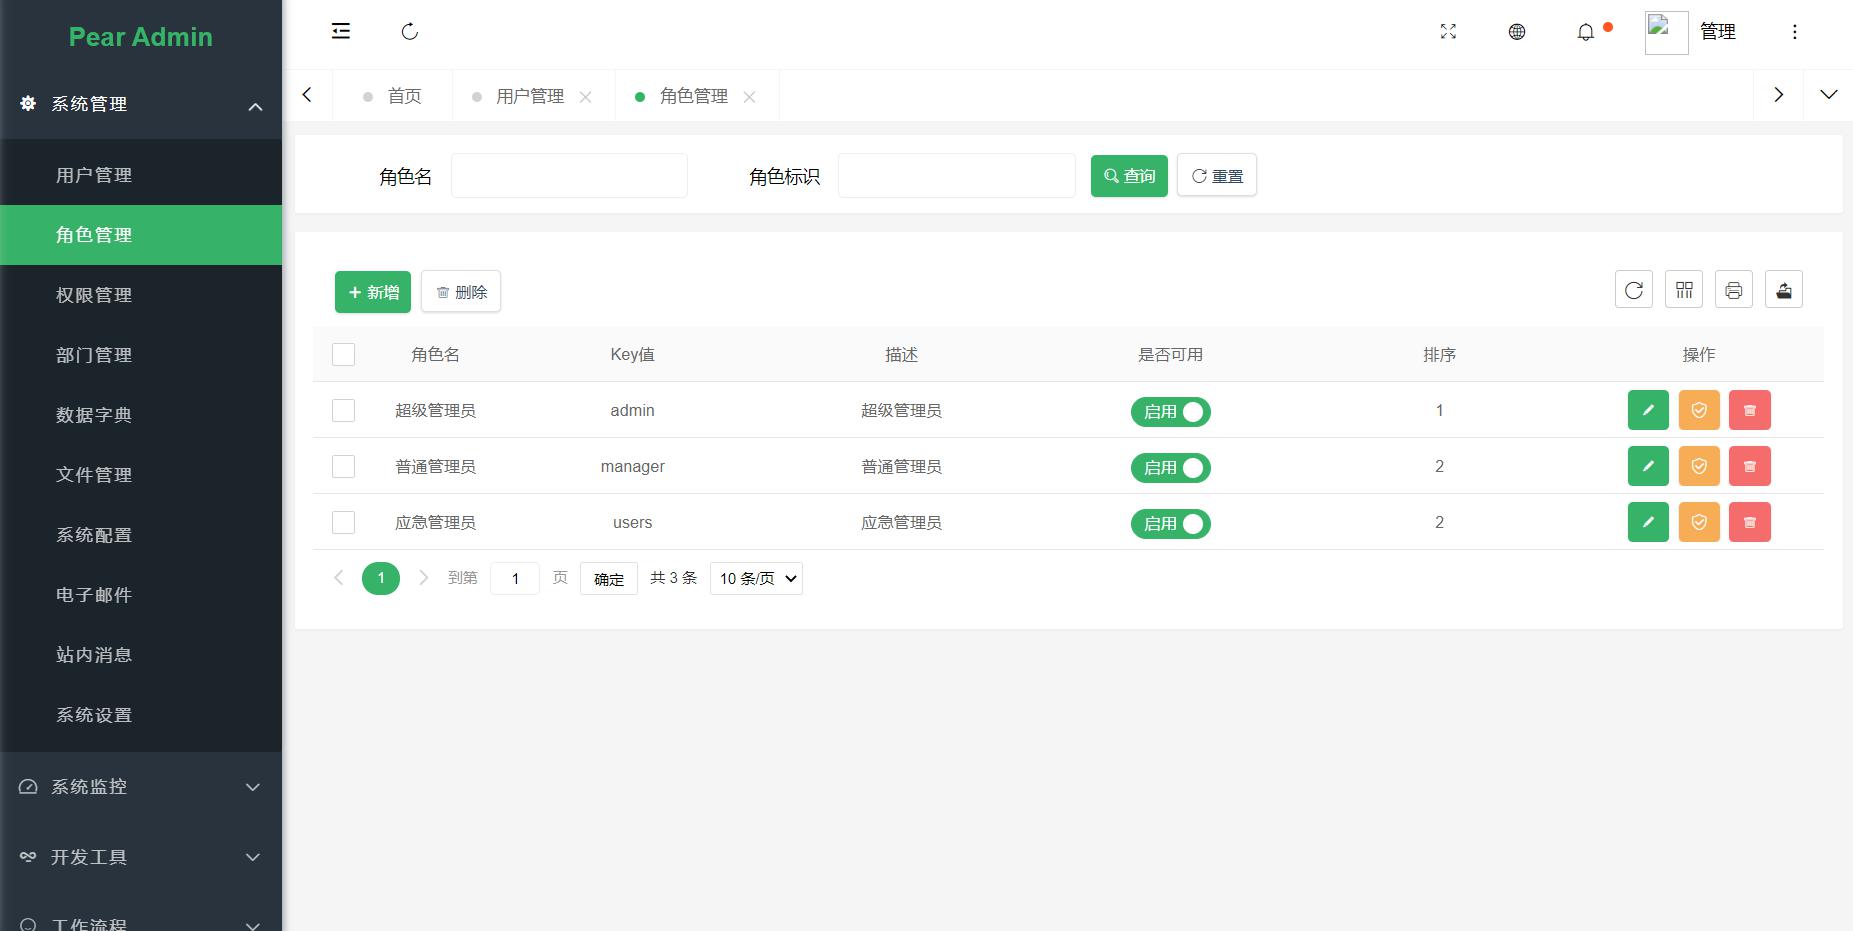 Pear Admin
管理
系统管理
首页
用户管理
角色管理
用户管理
角色管理
权限管理
部门管理
数据字典
文件管理
系统配置
电子邮件
站内消息
系统设置
系统监控
开发工具
工作流程
角色名
角色标识
查询
重置
新增
删除
角色名 Key值 描述 是否可用 排序 操作
超级管理员 admin 超级管理员 启用 1
普通管理员 manager 普通管理员 启用 2
应急管理员 users 应急管理员 启用 2
1 到第 1 页 确定 共 3 条 10 条/页